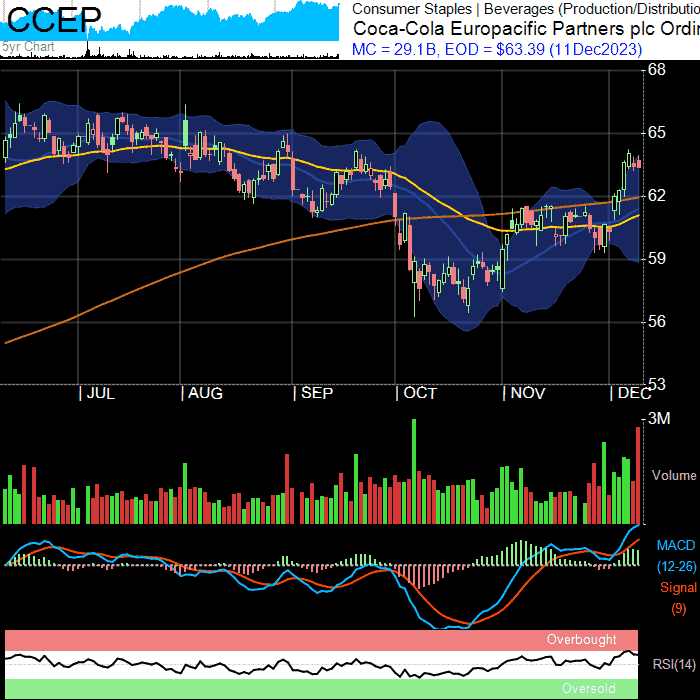 CCEP
5yr Chart
Consumer Staples | Beverages (Production/Distributio
Coca-Cola Europacific Partners plc Ordi
MC = 29.1B, EOD = $63.39 (11Dec2023)
68
65
62
59
56
53
JUL AUG SEP OCT NOV DEC
3M
Volume
MACD
(12-26)
Signal
(9)
Overbought
RSI(14)
Oversold